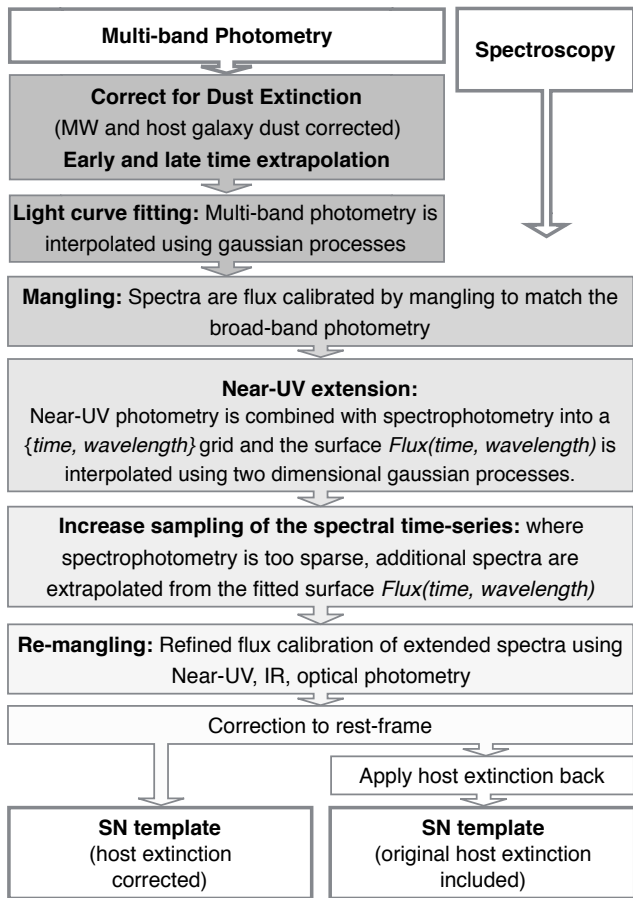 Multi-band Photometry
Spectroscopy
Correct for Dust Extinction
(MW and host galaxy dust corrected)
Early and late time extrapolation
Light curve fitting: Multi-band photometry is
interpolated using gaussian processes
Mangling: Spectra are flux calibrated by mangling to match the
broad-band photometry
Near-UV extension:
Near-UV photometry is combined with spectrophotometry into a
{time, wavelength} grid and the surface Flux(time, wavelength) is
interpolated using two dimensional gaussian processes.
Increase sampling of the spectral time-series: where
spectrophotometry is too sparse, additional spectra are
extrapolated from the fitted surface Flux(time, wavelength)
Re-mangling: Refined flux calibration of extended spectra using
Near-UV, IR, optical photometry
Correction to rest-frame
Apply host extinction back
SN template
(host extinction
corrected)
SN template
(original host extinction
included)